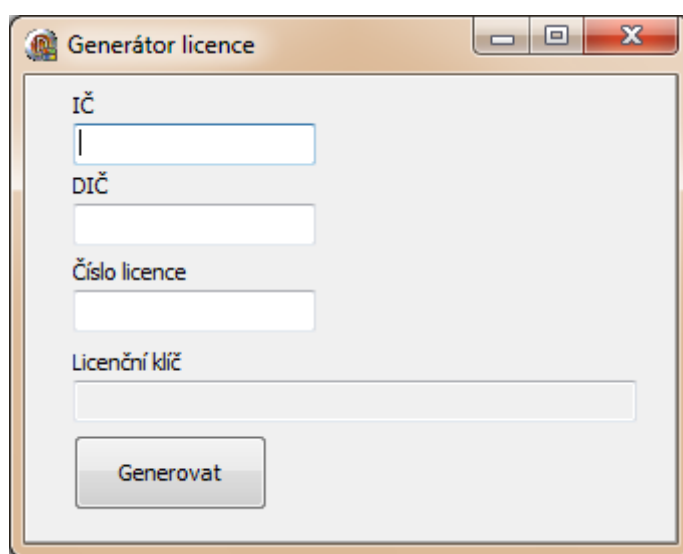 Generátor licence
IČ
DIČ
Číslo licence
Licenční klíč
Generovat